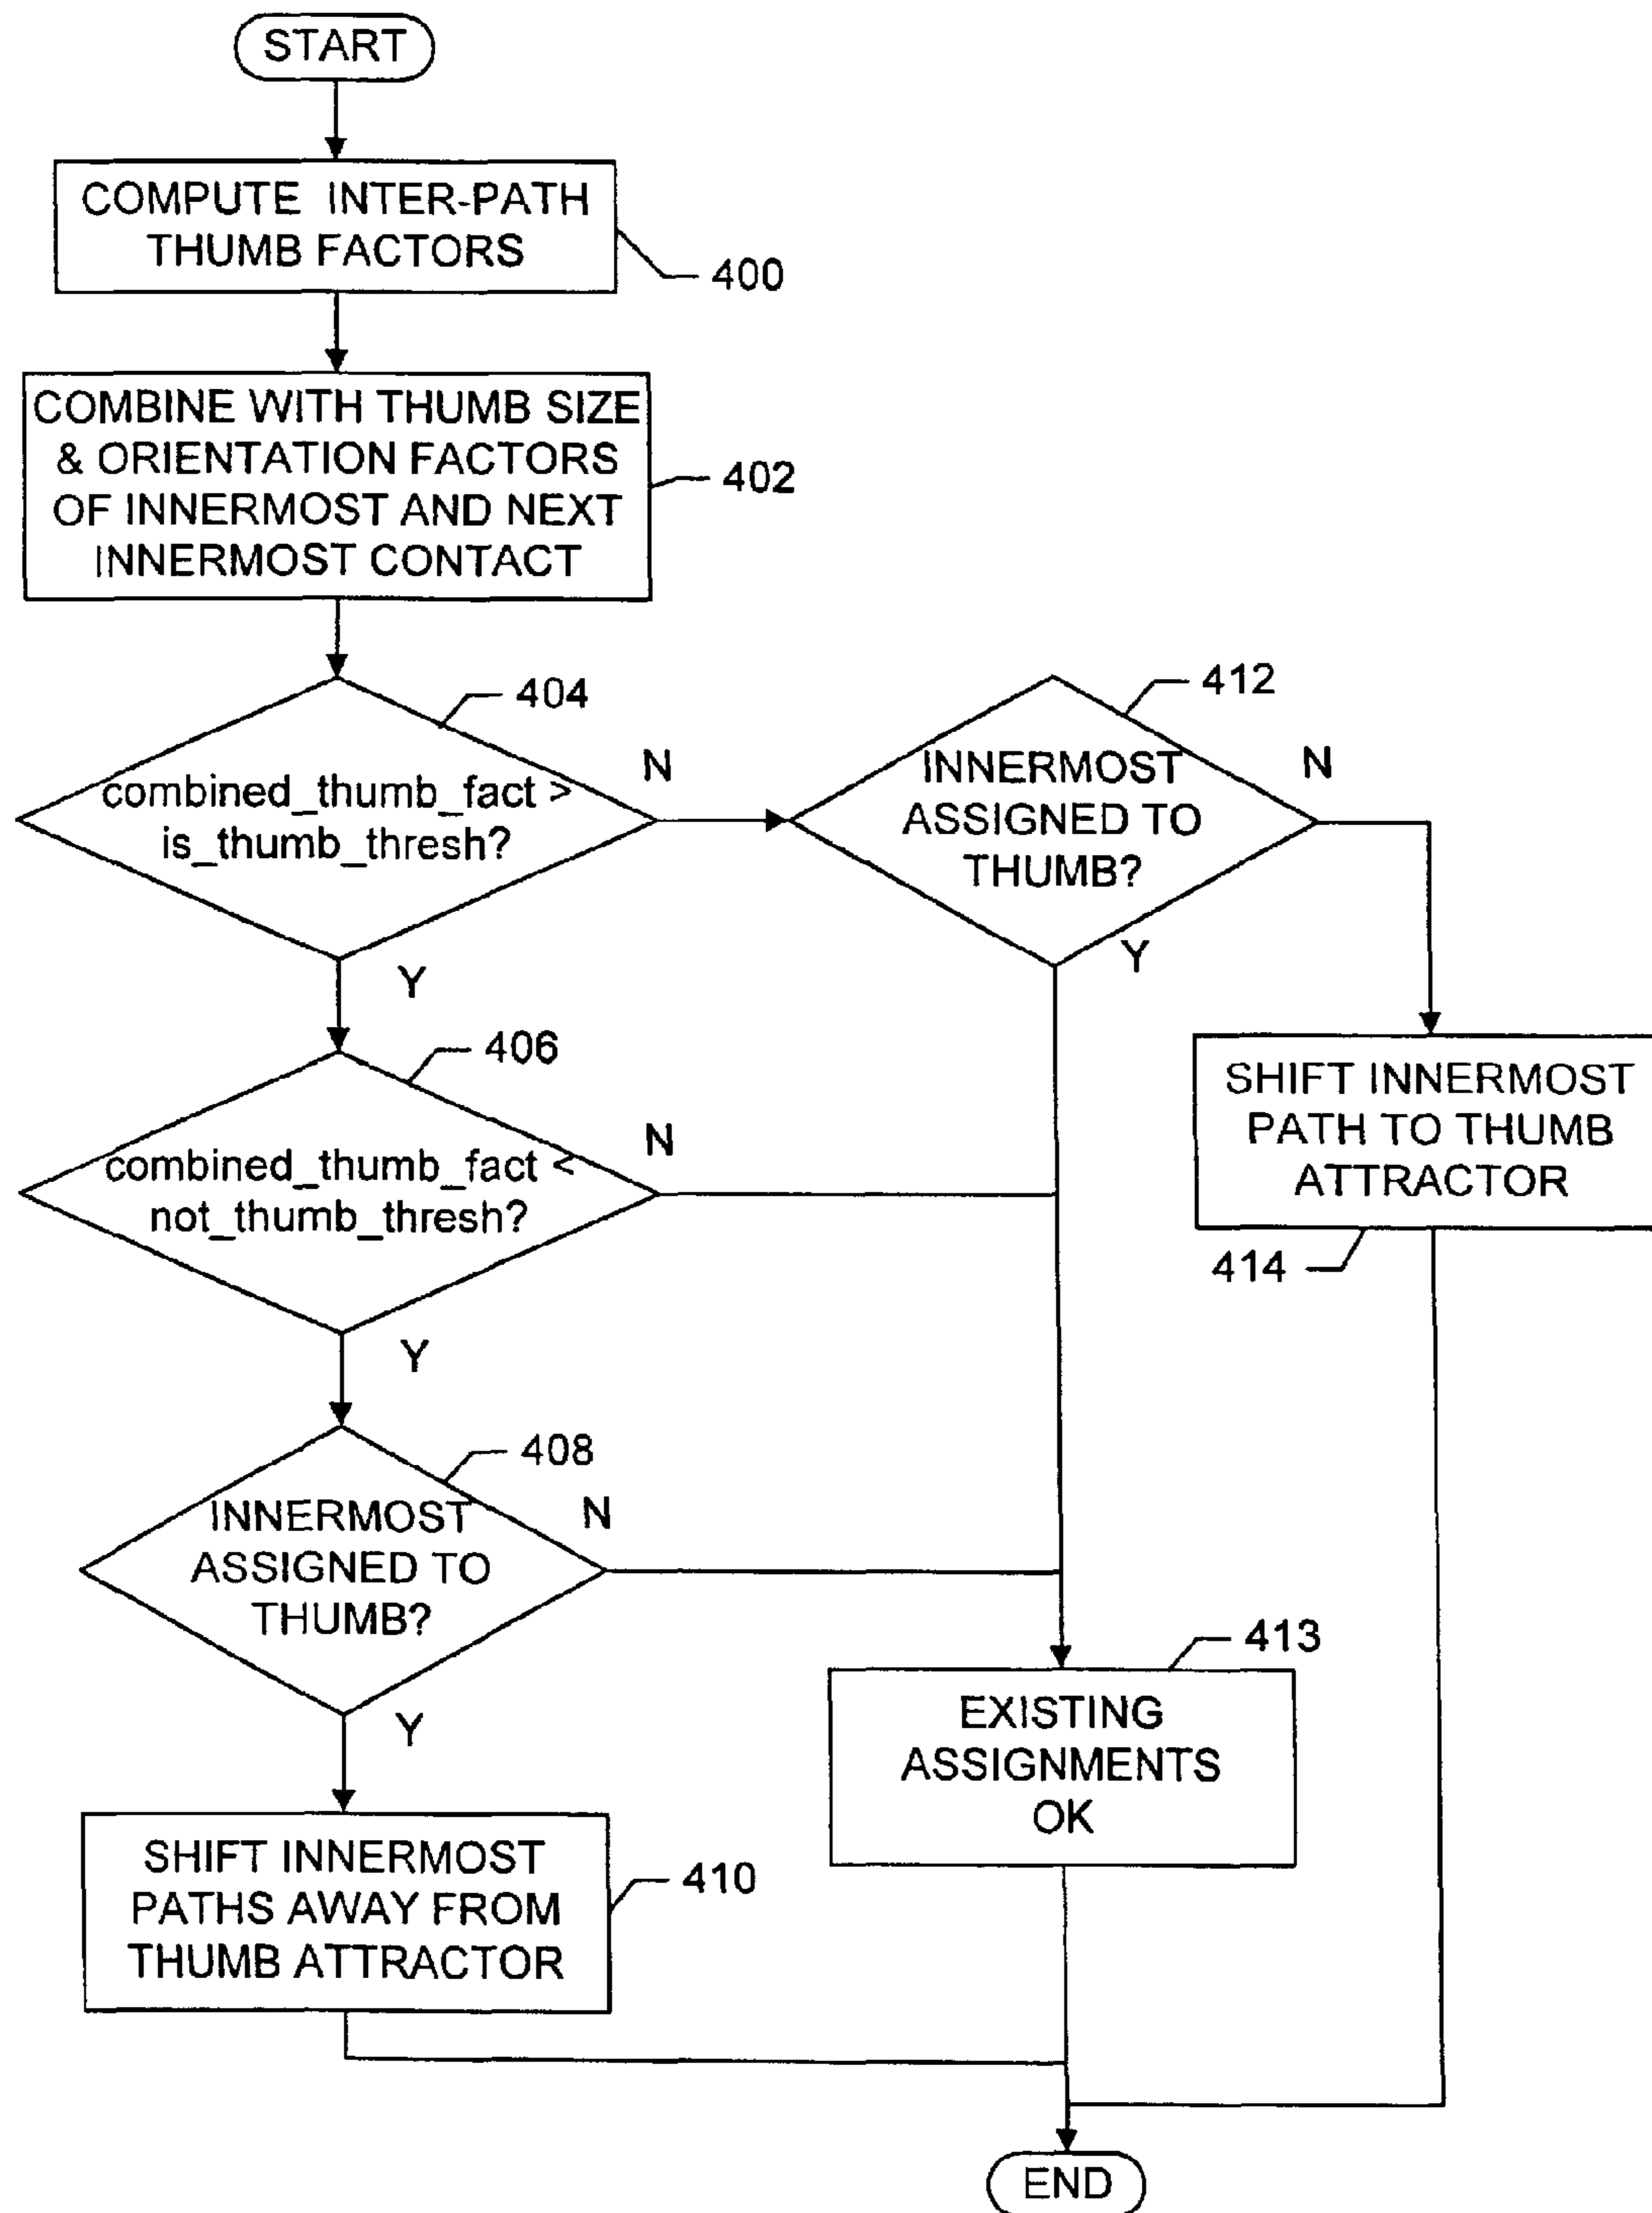 START
COMPUTE INTER-PATH
THUMB FACTORS
400
COMBINE WITH THUMB SIZE
& ORIENTATION FACTORS
OF INNERMOST AND NEXT
INNERMOST CONTACT
402
404
combined_thumb_fact >
is_thumb_thresh?
N
Y
412
INNERMOST
ASSIGNED TO
THUMB?
N
Y
406
combined_thumb_fact <
not_thumb_thresh?
N
Y
SHIFT INNERMOST
PATH TO THUMB
ATTRACTOR
414
408
INNERMOST
ASSIGNED TO
THUMB?
N
Y
413
EXISTING
ASSIGNMENTS
OK
SHIFT INNERMOST
PATHS AWAY FROM
THUMB ATTRACTOR
410
END